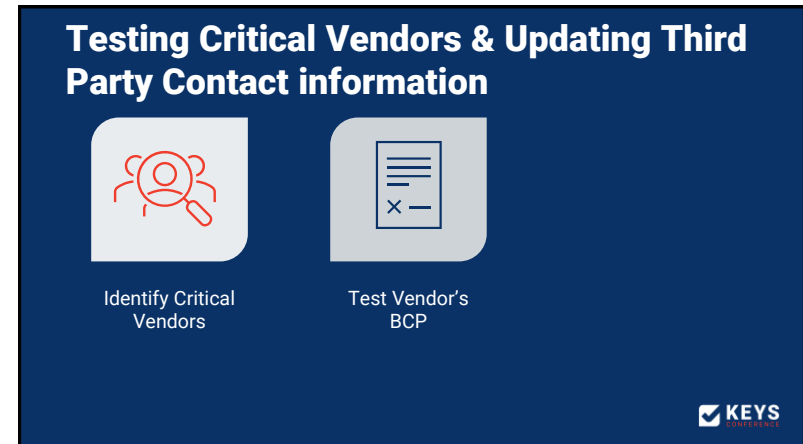 Testing Critical Vendors & Updating Third
Party Contact information
Identify Critical
Vendors
Test Vendor's
BCP
KEYS
CONFERENCE